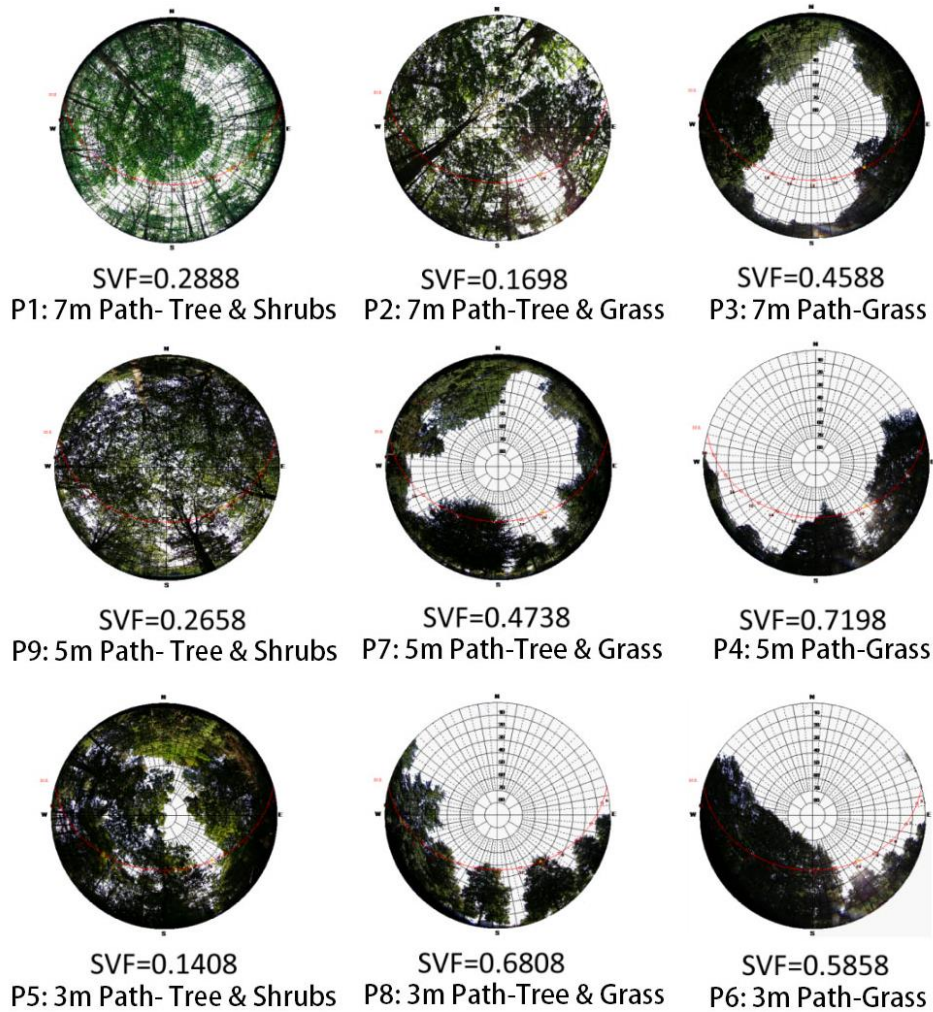 N N N
W E W E W E
S S S
SVF=0.2888 SVF=0.1698 SVF=0.4588
P1: 7m Path- Tree & Shrubs P2: 7m Path-Tree & Grass P3: 7m Path-Grass
N N N
W E W E W
S S S
SVF=0.2658 SVF=0.4738 SVF=0.7198
P9: 5m Path- Tree & Shrubs P7: 5m Path-Tree & Grass P4: 5m Path-Grass
N N N
W E W E W E
S S S
SVF=0.1408 SVF=0.6808 SVF=0.5858
P5: 3m Path- Tree & Shrubs P8: 3m Path-Tree & Grass P6: 3m Path-Grass